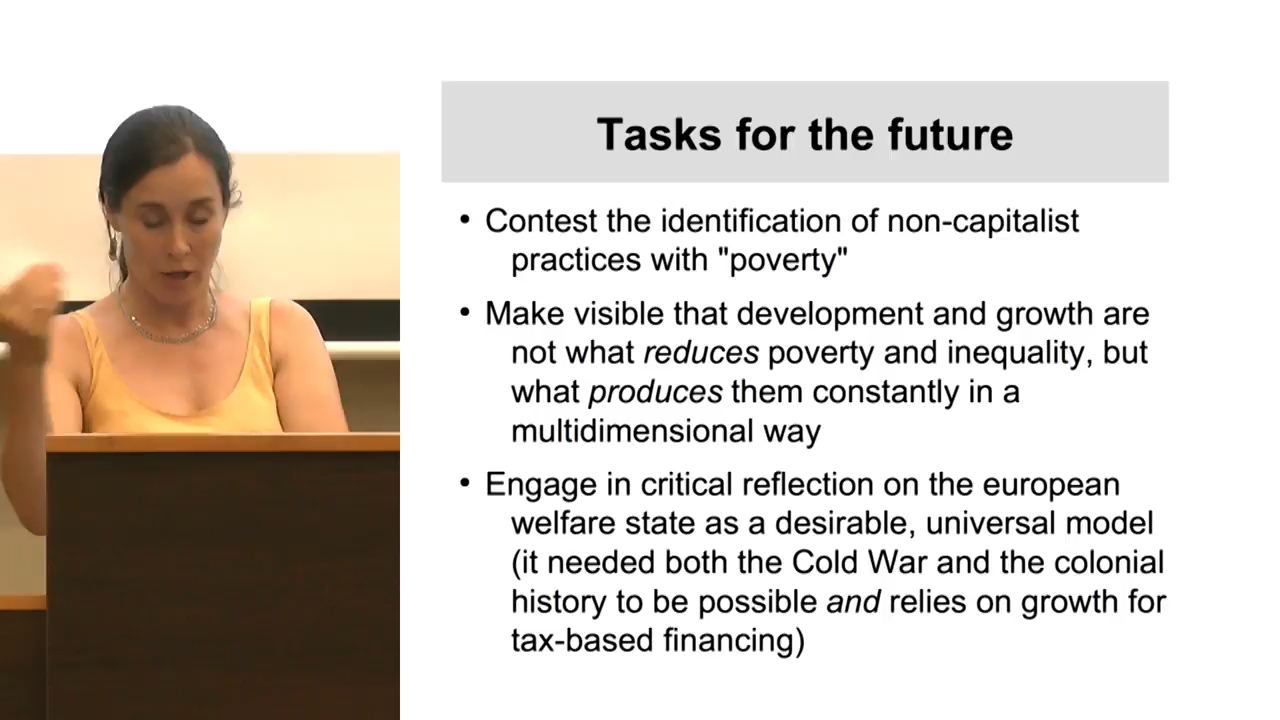 Tasks for the future
• Contest the identification of non-capitalist
practices with "poverty"
• Make visible that development and growth are
not what reduces poverty and inequality, but
what produces them constantly in a
multidimensional way
• Engage in critical reflection on the european
welfare state as a desirable, universal model
(it needed both the Cold War and the colonial
history to be possible and relies on growth for
tax-based financing)